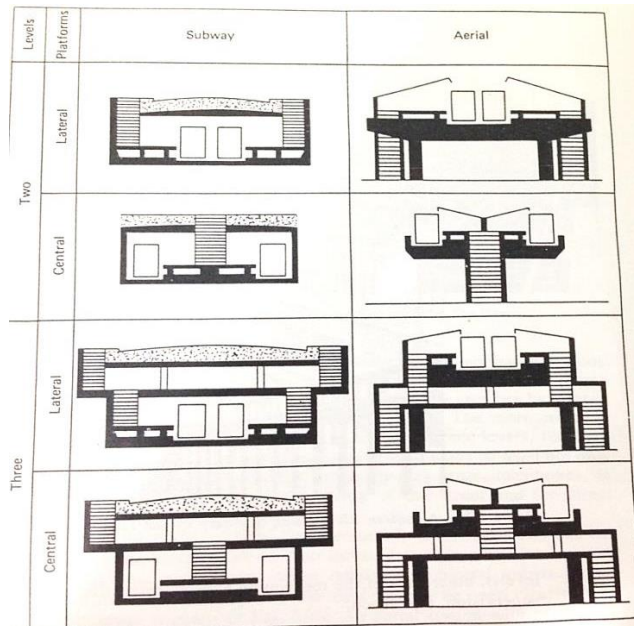 Levels
Platforms
Subway
Aerial
Two
Lateral
Central
Three
Lateral
Central